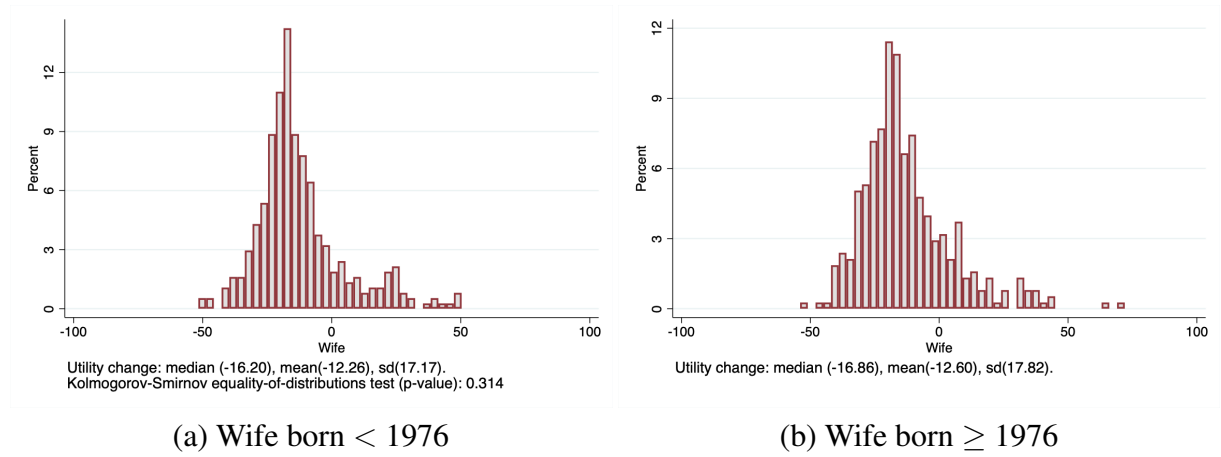 Percent
12
9
6
3
0
-100
-50
0
50
100
Wife
Utility change: median (-16.20), mean(-12.26), sd(17.17).
Kolmogorov-Smirnov equality-of-distributions test (p-value): 0.314
(a) Wife born < 1976
Percent
12
9
6
3
0
-100
-50
0
50
100
Wife
Utility change: median (-16.86), mean(-12.60), sd(17.82).
(b) Wife born ≥ 1976